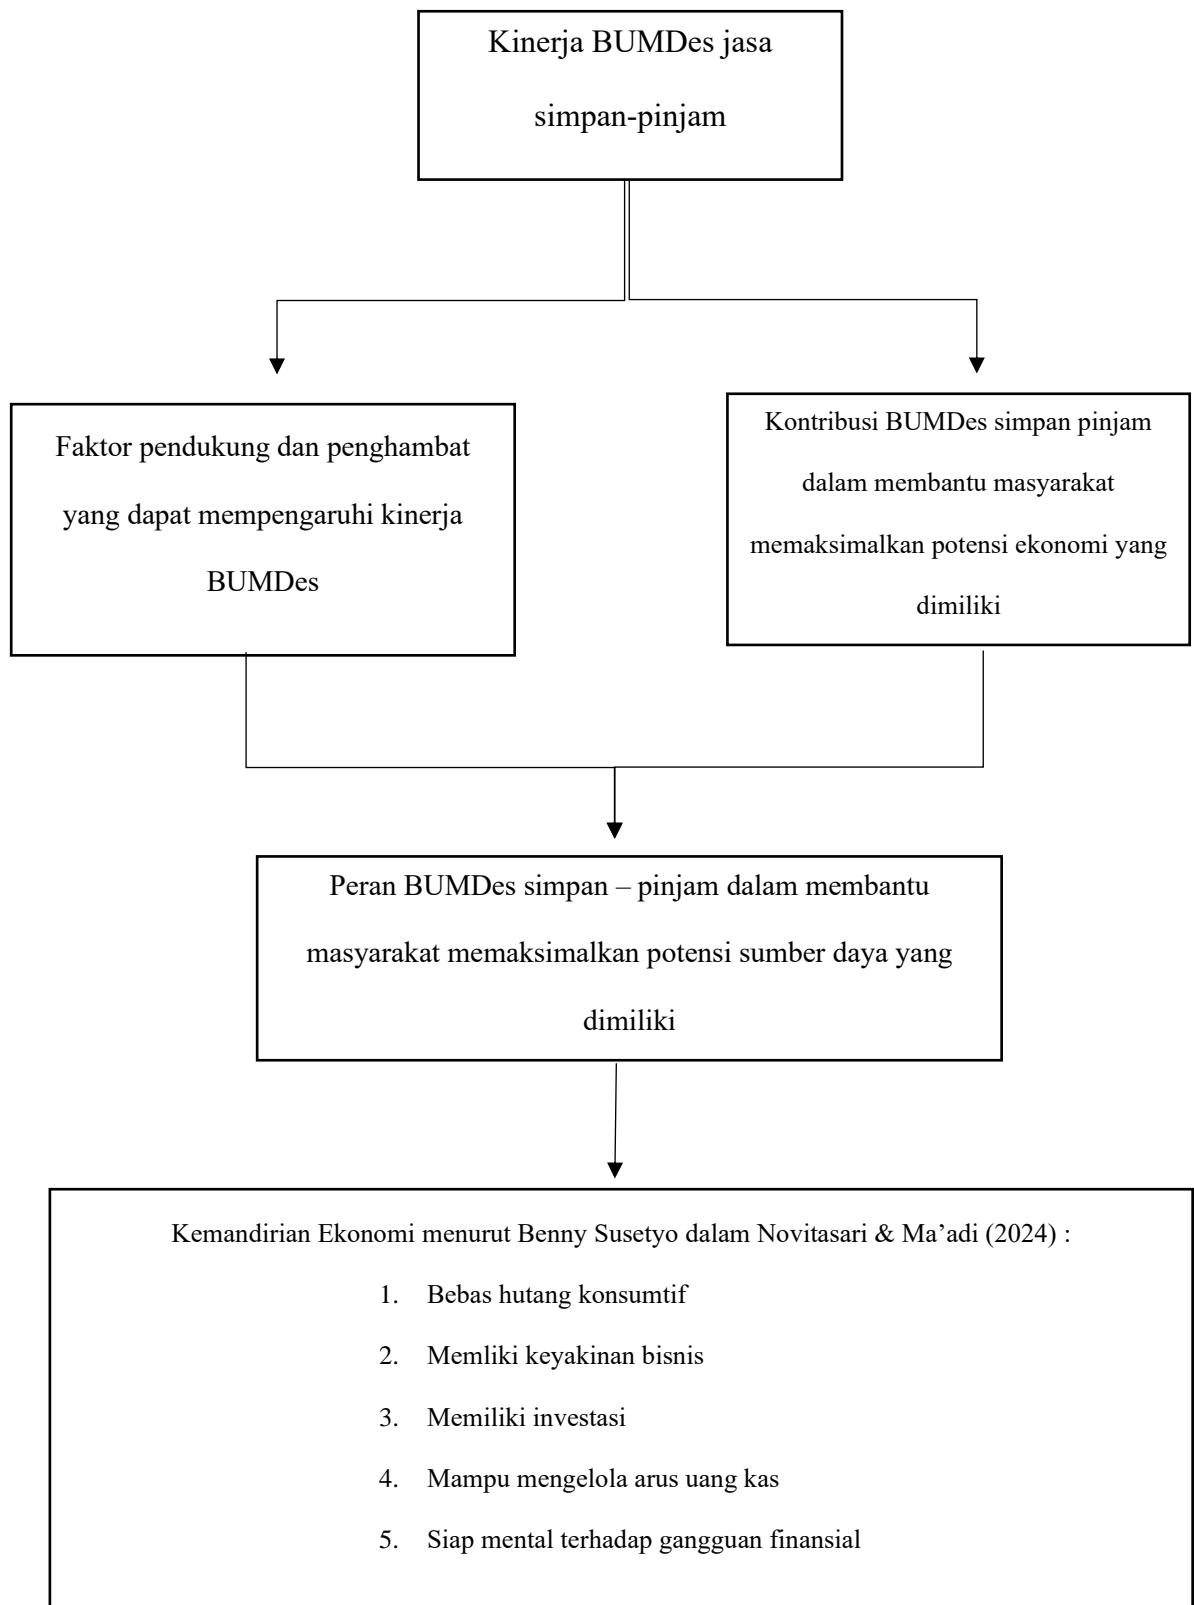 Kinerja BUMDes jasa
simpan-pinjam
Faktor pendukung dan penghambat
yang dapat mempengaruhi kinerja
BUMDes
Kontribusi BUMDes simpan pinjam
dalam membantu masyarakat
memaksimalkan potensi ekonomi yang
dimiliki
Peran BUMDes simpan – pinjam dalam membantu
masyarakat memaksimalkan potensi sumber daya yang
dimiliki
Kemandirian Ekonomi menurut Benny Susetyo dalam Novitasari & Ma’adi (2024) :
1. Bebas hutang konsumtif
2. Memliki keyakinan bisnis
3. Memiliki investasi
4. Mampu mengelola arus uang kas
5. Siap mental terhadap gangguan finansial